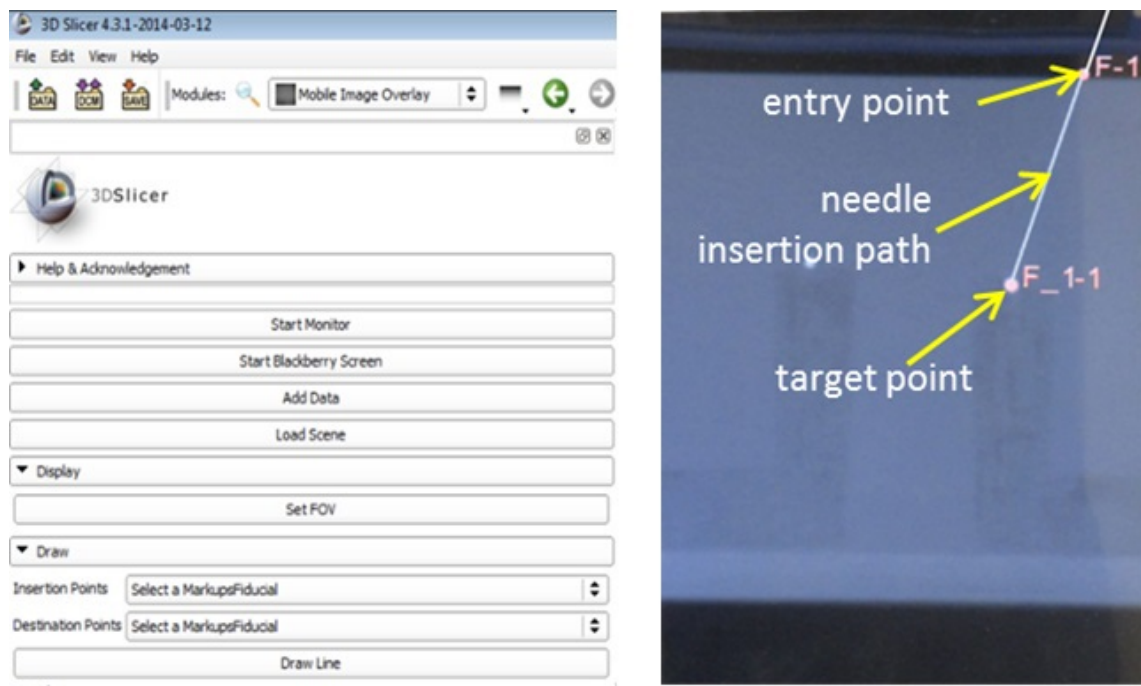 3D Slicer 4.3.1-2014-03-12
File Edit View Help
DATA DCM SAVE Modules: Mobile Image Overlay
3DSlicer
Help & Acknowledgement
Start Monitor
Start Blackberry Screen
Add Data
Load Scene
Display
Set FOV
Draw
Insertion Points Select a MarkupsFiducial
Destination Points Select a MarkupsFiducial
Draw Line
F-1
entry point
needle
insertion path
F_1-1
target point